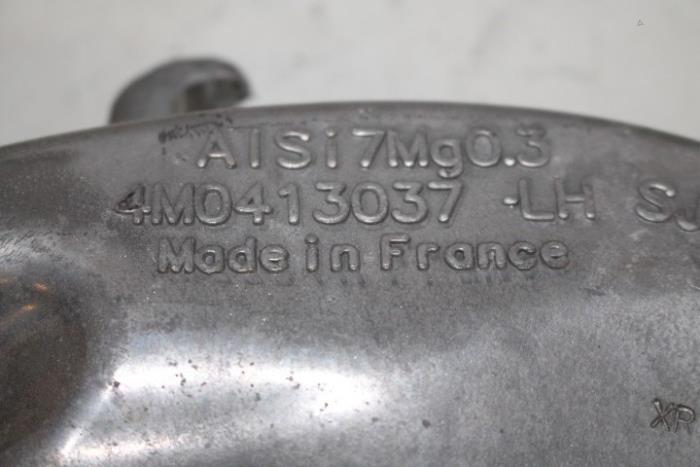 AlSi7Mg0.3
4M0413037 -LH SJ
Made in France
XP